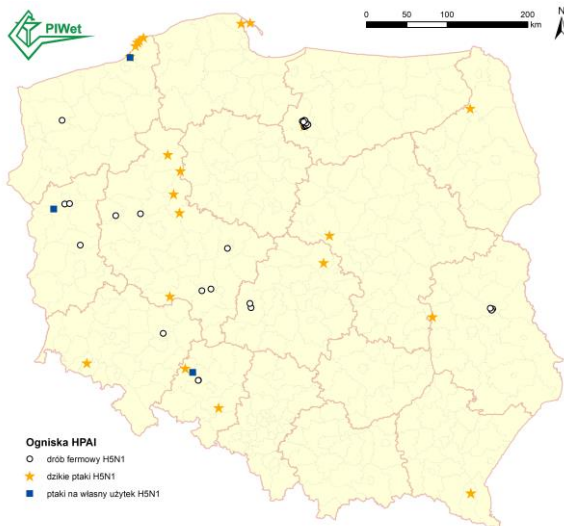 PIWet
0 50 100 200
km
N
Ogniska HPAI
drób fermowy H5N1
dzikie ptaki H5N1
ptaki na własny użytek H5N1